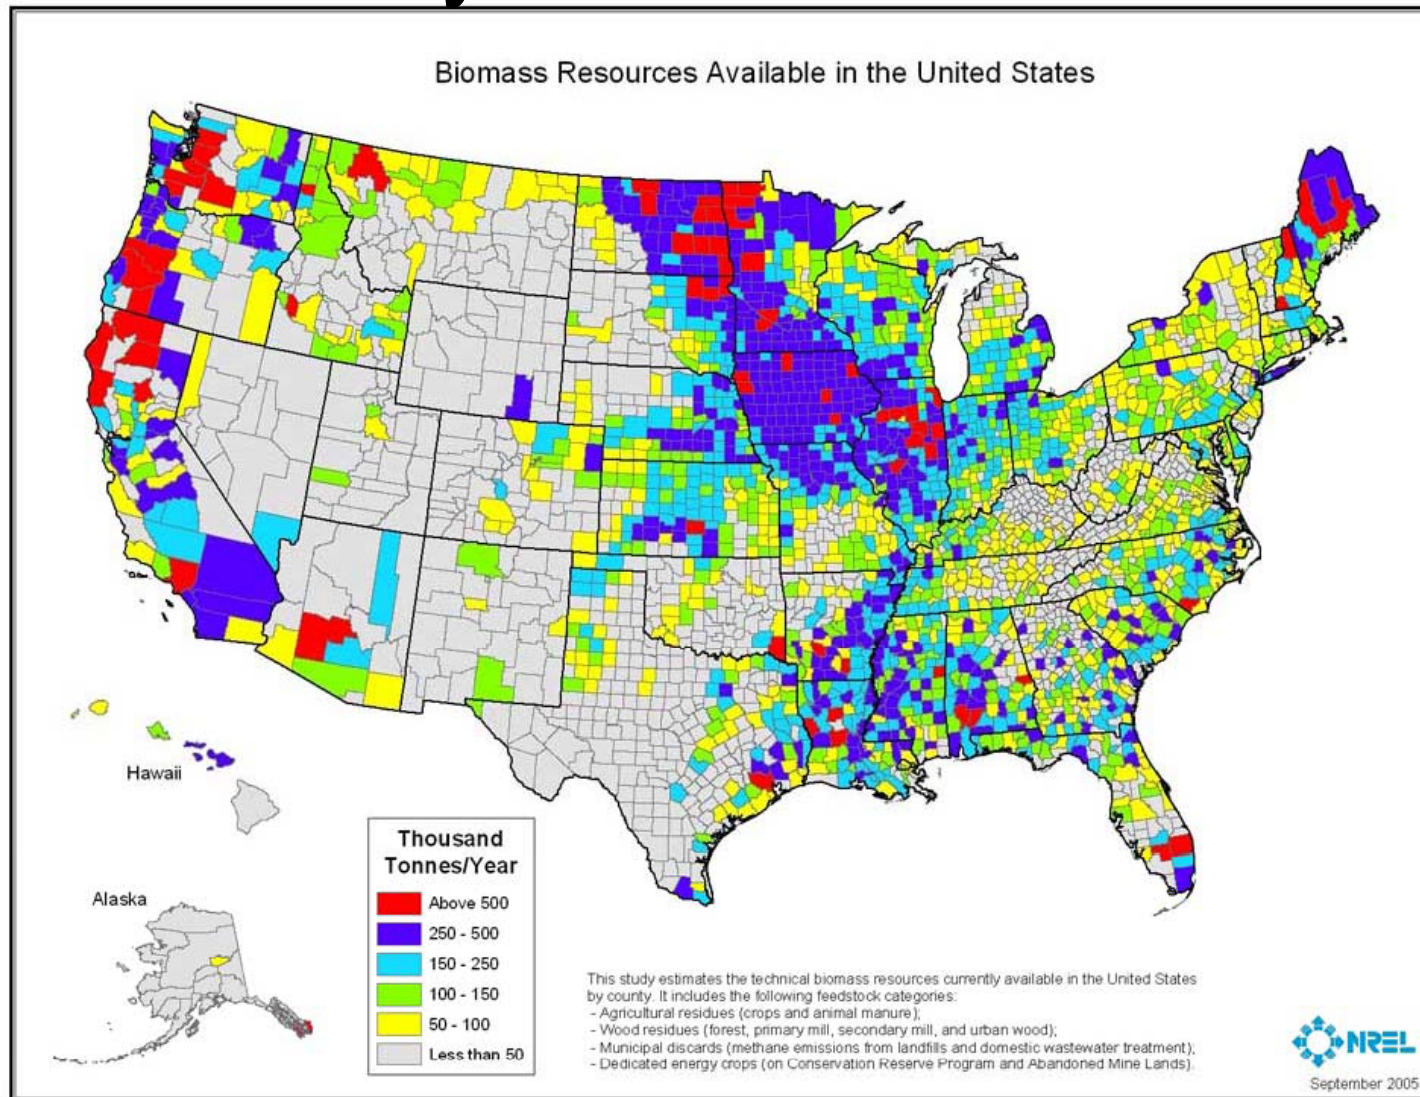 Biomass Resources Available in the United States
Hawaii
Alaska
Thousand
Tonnes/Year
Above 500
250 - 500
150 - 250
100 - 150
50 - 100
Less than 50
This study estimates the technical biomass resources currently available in the United States
by county. It includes the following feedstock categories:
- Agricultural residues (crops and animal manure);
- Wood residues (forest, primary mill, secondary mill, and urban wood);
- Municipal discards (methane emissions from landfills and domestic wastewater treatment);
- Dedicated energy crops (on Conservation Reserve Program and Abandoned Mine Lands).
NREL
September 2005